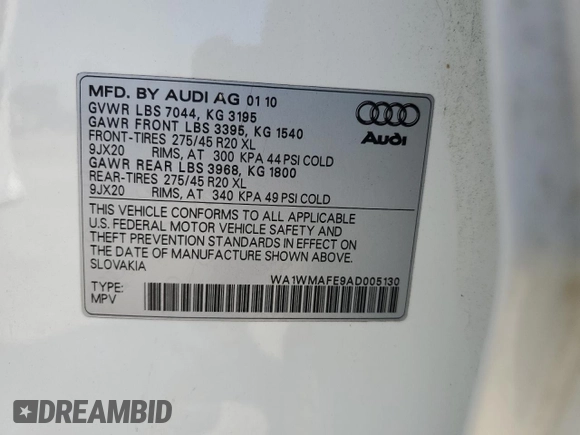 MFD. BY AUDI AG 01 10
GVWR LBS 7044, KG 3195
GAWR FRONT LBS 3395, KG 1540
FRONT-TIRES 275/45 R20 XL
9JX20 RIMS, AT 300 KPA 44 PSI COLD
GAWR REAR LBS 3968, KG 1800
REAR-TIRES 275/45 R20 XL
9JX20 RIMS, AT 340 KPA 49 PSI COLD
Audi
THIS VEHICLE CONFORMS TO ALL APPLICABLE
U.S. FEDERAL MOTOR VEHICLE SAFETY AND
THEFT PREVENTION STANDARDS IN EFFECT ON
THE DATE OF MANUFACTURE SHOWN ABOVE.
SLOVAKIA
WA1WMAFE9AD005130
TYPE:
MPV
DREAMBID